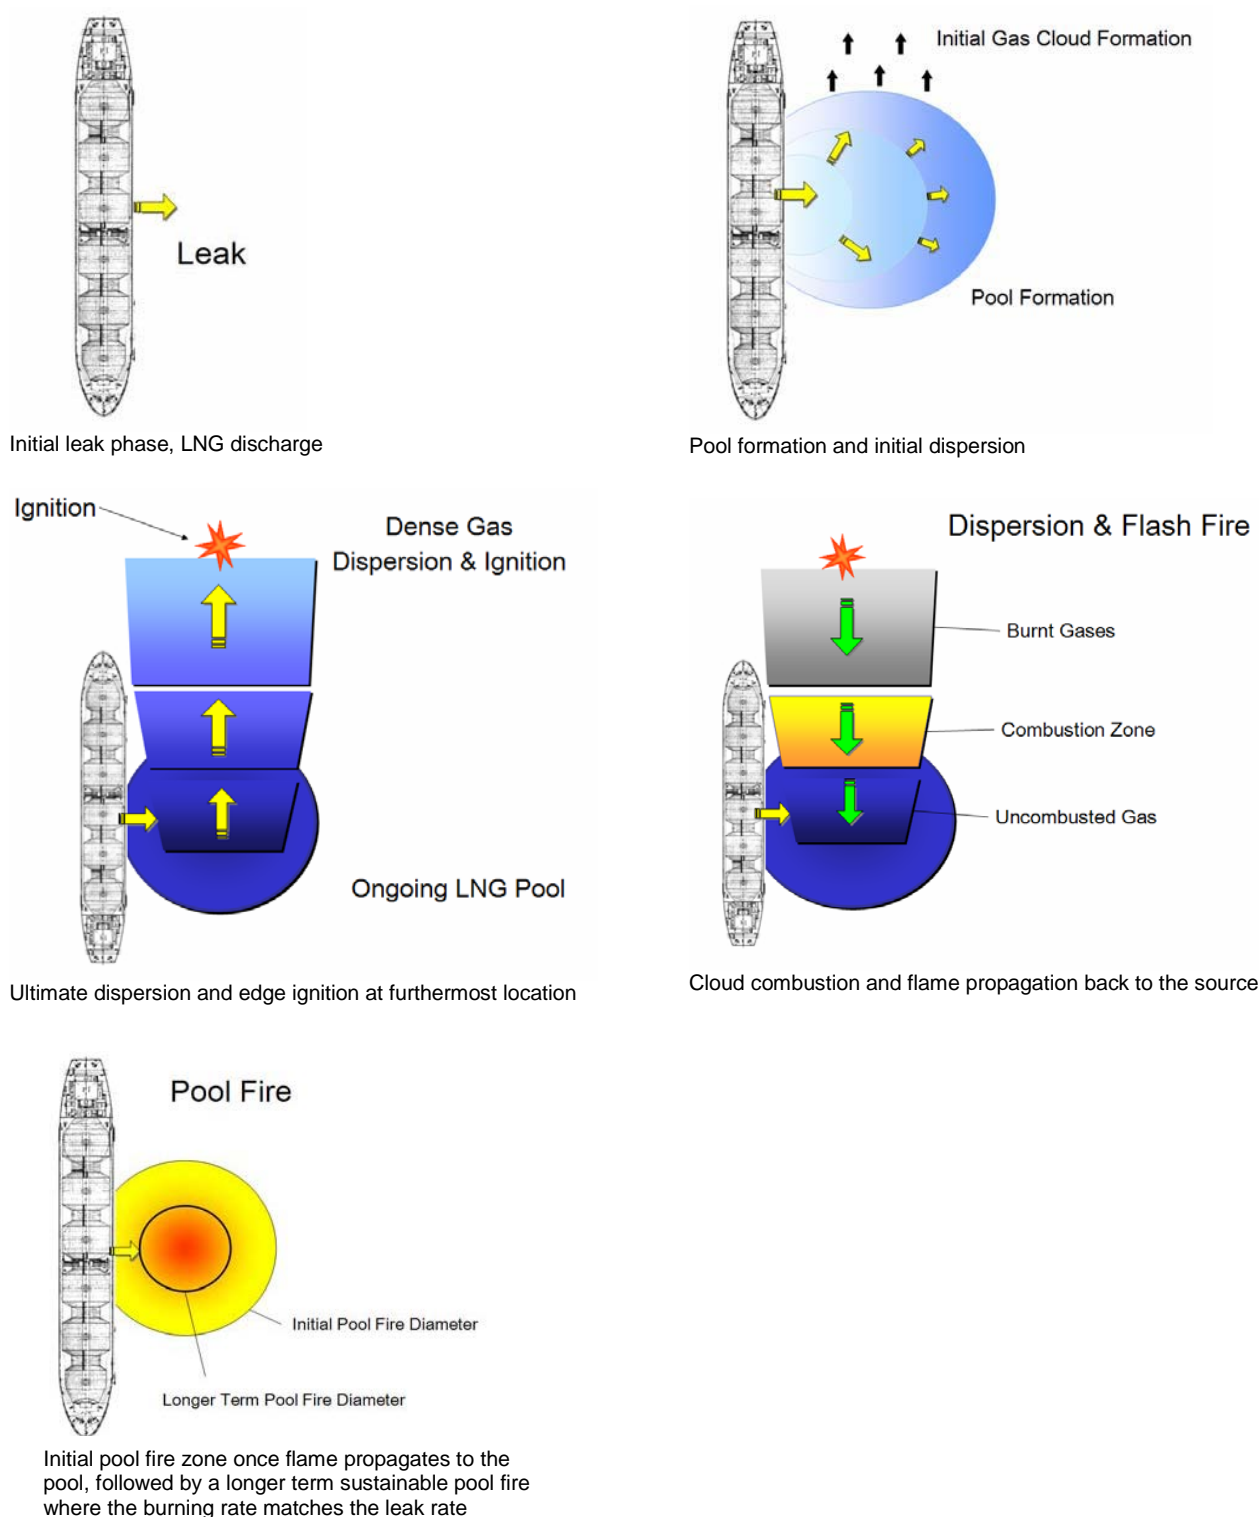 Leak
Initial leak phase, LNG discharge
Initial Gas Cloud Formation
Pool Formation
Pool formation and initial dispersion
Ignition
Dense Gas
Dispersion & Ignition
Ongoing LNG Pool
Ultimate dispersion and edge ignition at furthermost location
Dispersion & Flash Fire
Burnt Gases
Combustion Zone
Uncombusted Gas
Cloud combustion and flame propagation back to the source
Pool Fire
Initial Pool Fire Diameter
Longer Term Pool Fire Diameter
Initial pool fire zone once flame propagates to the
pool, followed by a longer term sustainable pool fire
where the burning rate matches the leak rate